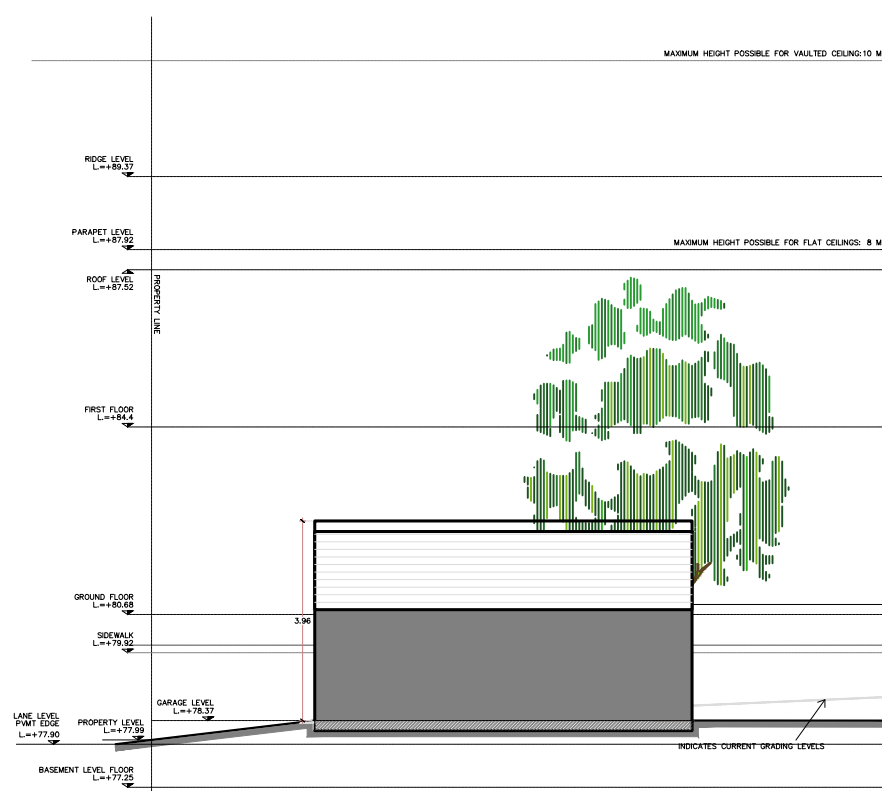 MAXIMUM HEIGHT POSSIBLE FOR VAULTED CEILING:10 M
RIDGE LEVEL
L.=+89.37
PARAPET LEVEL
L.=+87.92
MAXIMUM HEIGHT POSSIBLE FOR FLAT CEILINGS: 8 M
ROOF LEVEL
L.=+87.52
PROPERTY LINE
FIRST FLOOR
L.=+84.4
GROUND FLOOR
L.=+80.68
3.96
SIDEWALK
L.=+79.92
GARAGE LEVEL
L.=+78.37
LANE LEVEL
PVMT EDGE
L.=+77.90
PROPERTY LEVEL
L.=+77.99
INDICATES CURRENT GRADING LEVELS
BASEMENT LEVEL FLOOR
L.=+77.25